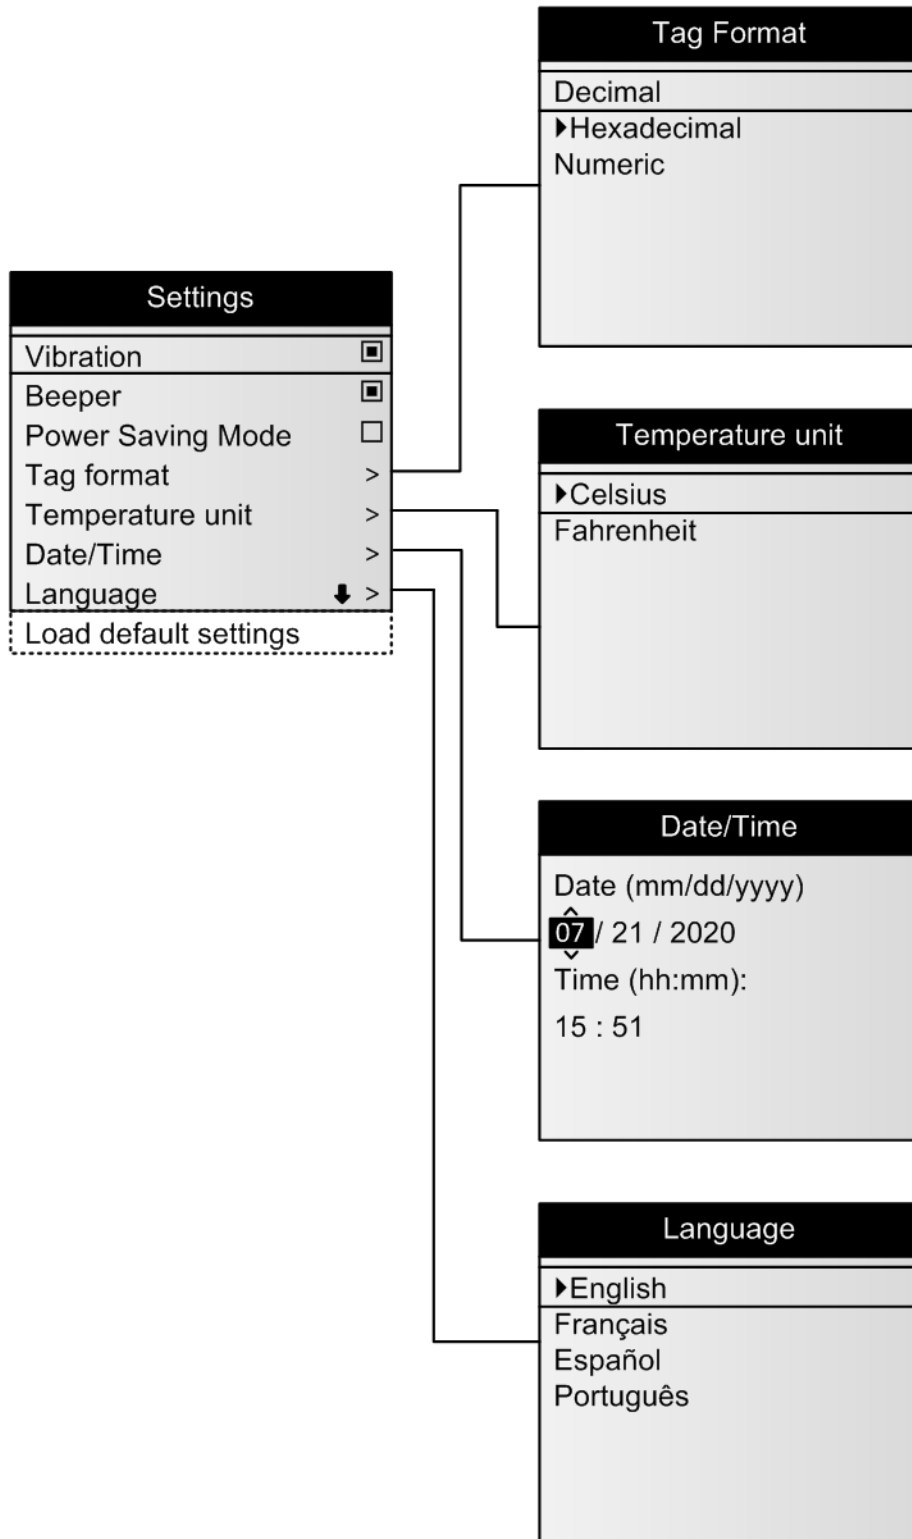 Settings
Vibration
Beeper
Power Saving Mode
Tag format >
Temperature unit >
Date/Time >
Language >
Load default settings
Tag Format
Decimal
Hexadecimal
Numeric
Temperature unit
Celsius
Fahrenheit
Date/Time
Date (mm/dd/yyyy)
07 / 21 / 2020
Time (hh:mm):
15 : 51
Language
English
Français
Español
Português